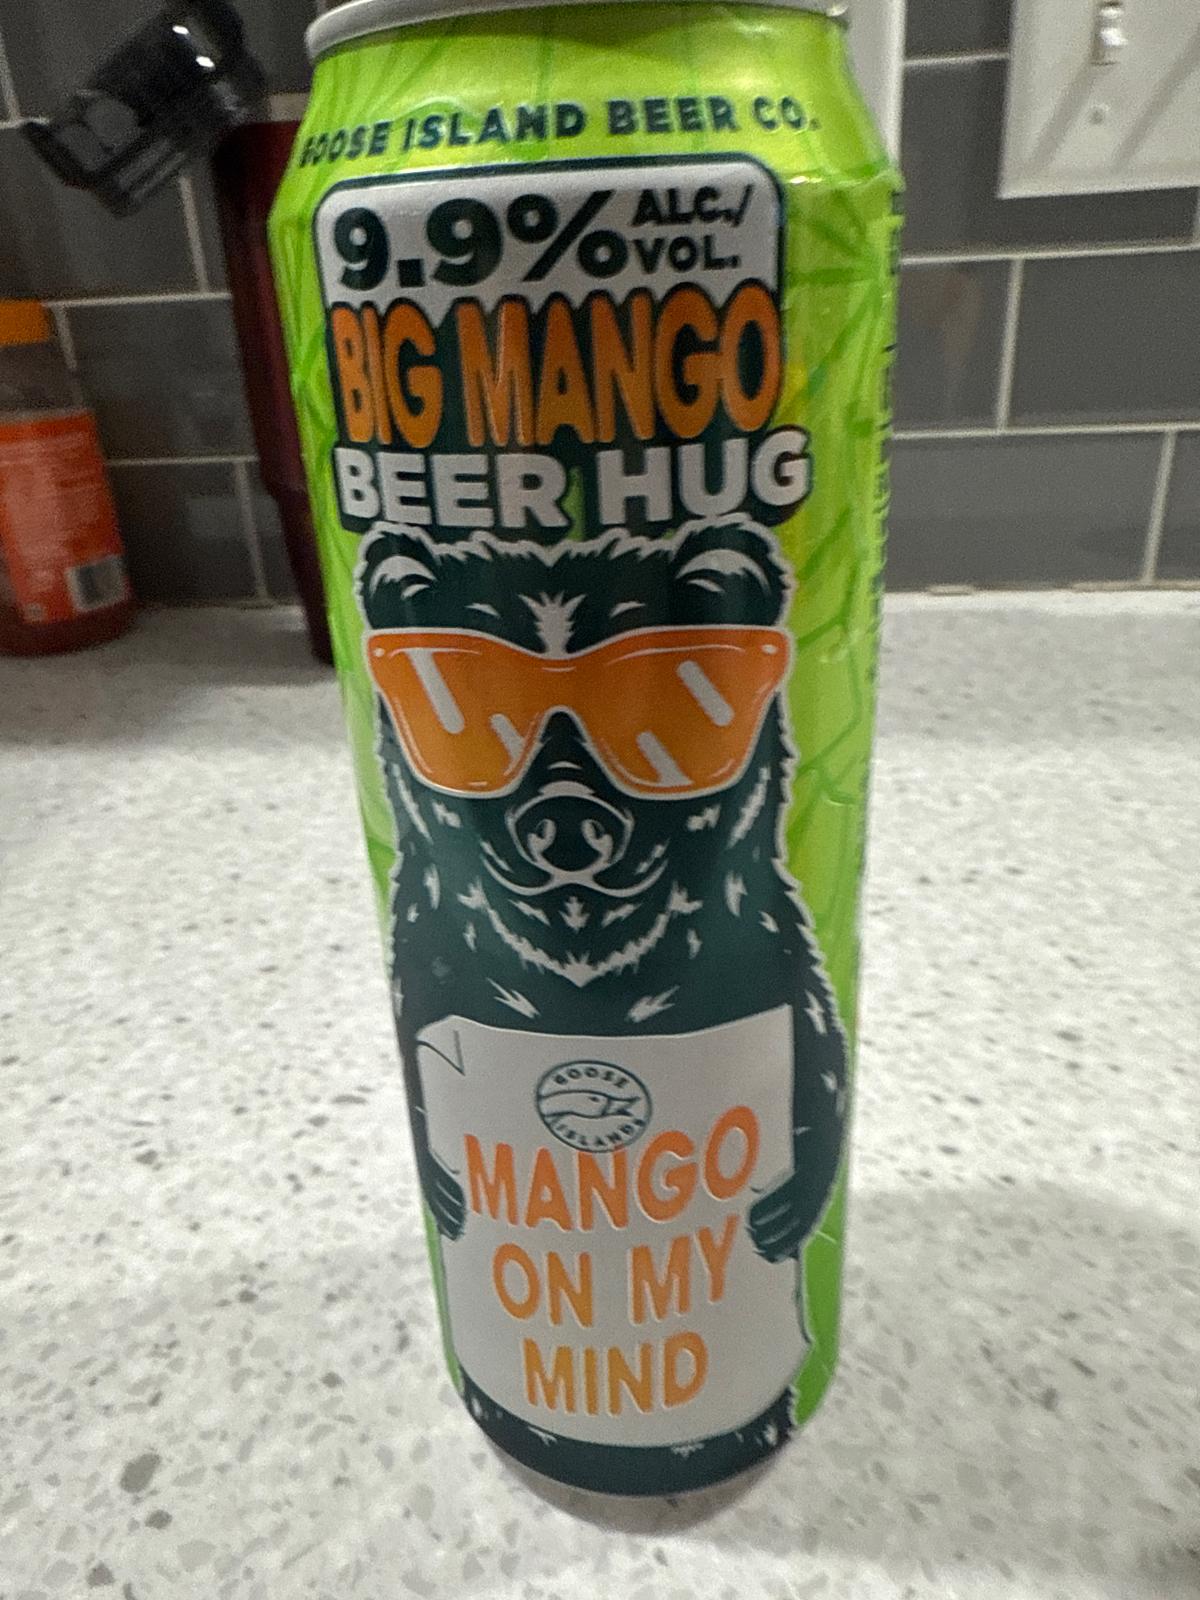 GOOSE ISLAND BEER CO.
9.9% ALC./
VOL.
BIG MANGO
BEER HUG
GOOSE
ISLAND
MANGO
ON MY
MIND